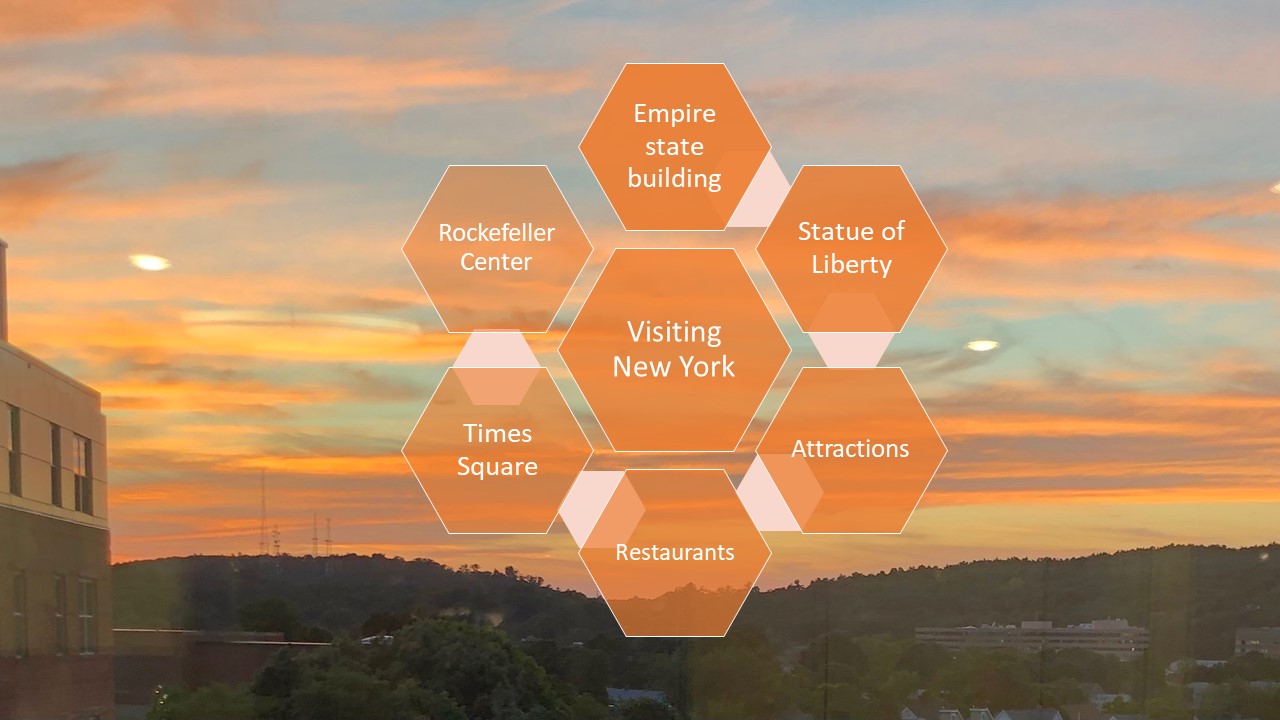 Empire
state
building
Rockefeller
Center
Statue of
Liberty
Visiting
New York
Times
Square
Attractions
Restaurants